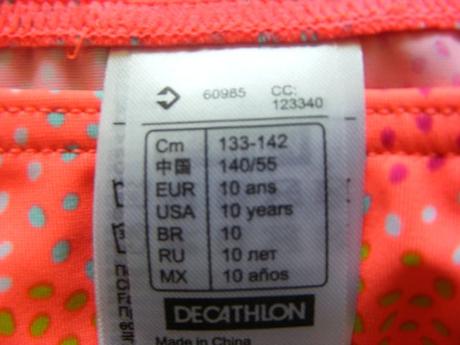 60985 CC:
123340
Cm 133-142
中国 140/55
EUR 10 ans
USA 10 years
BR 10
RU 10 лет
MX 10 años
DECATHLON
Made in China